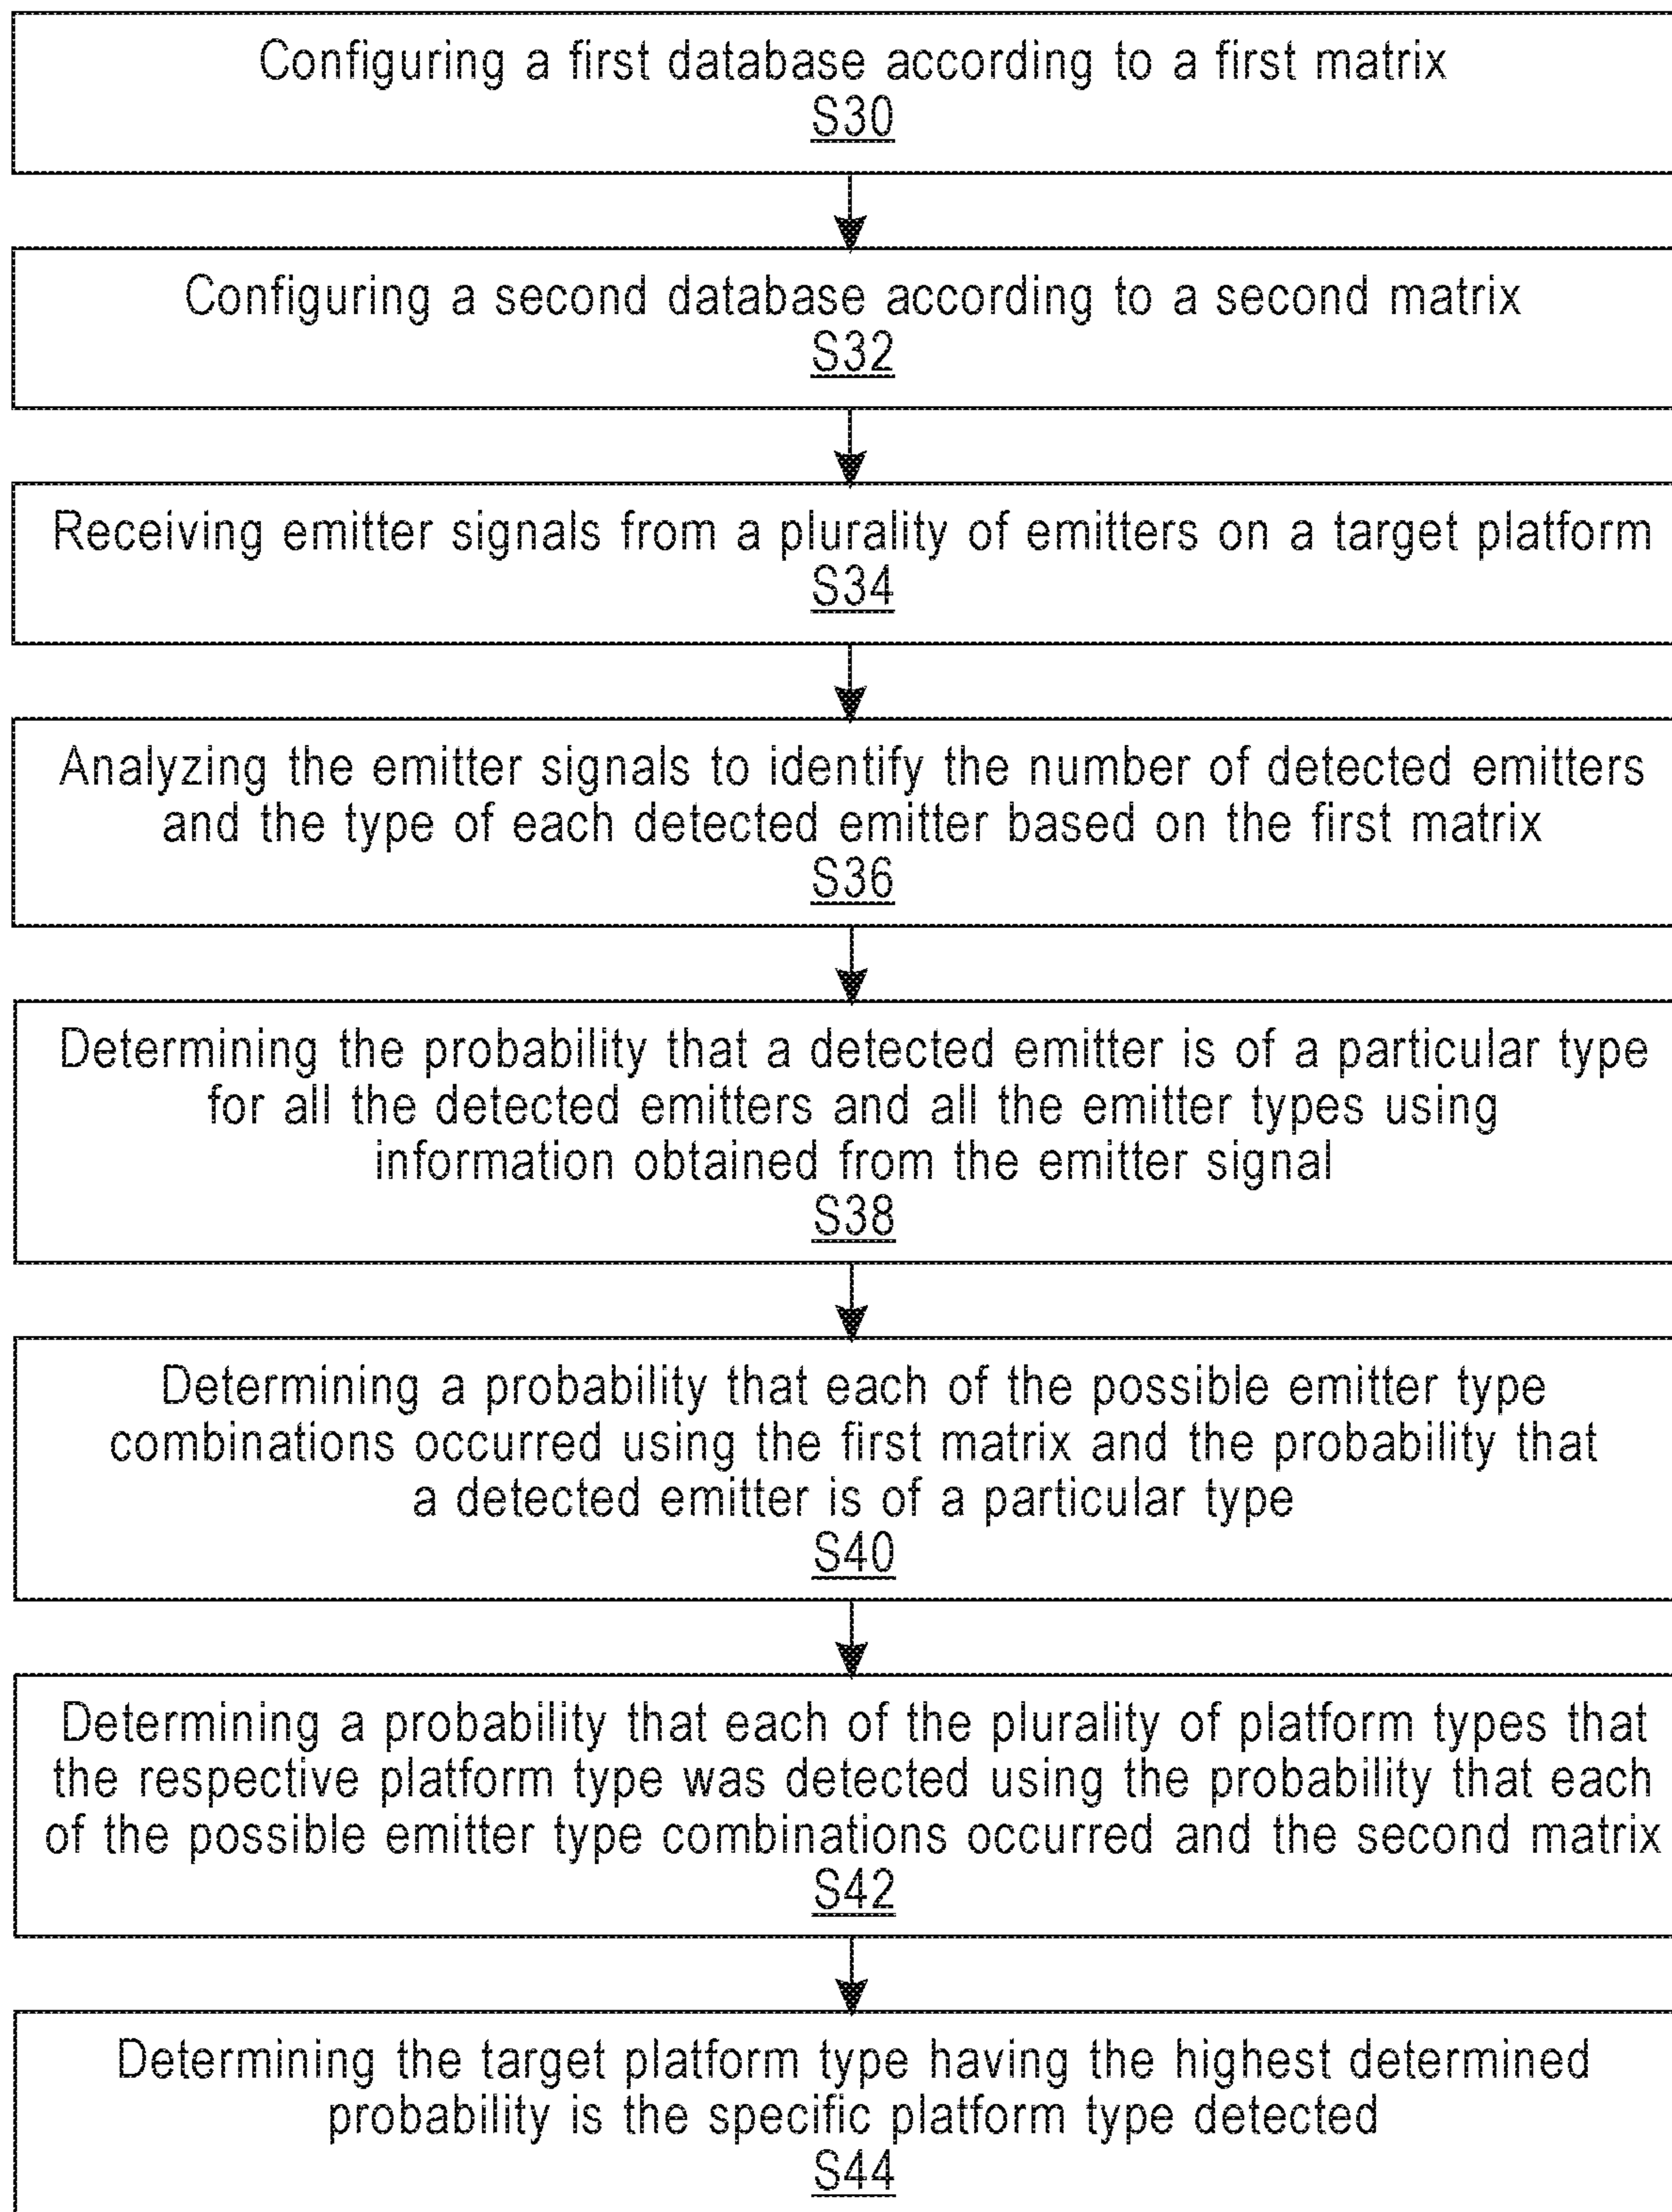 Configuring a first database according to a first matrix
S30
Configuring a second database according to a second matrix
S32
Receiving emitter signals from a plurality of emitters on a target platform
S34
Analyzing the emitter signals to identify the number of detected emitters
and the type of each detected emitter based on the first matrix
S36
Determining the probability that a detected emitter is of a particular type
for all the detected emitters and all the emitter types using
information obtained from the emitter signal
S38
Determining a probability that each of the possible emitter type
combinations occurred using the first matrix and the probability that
a detected emitter is of a particular type
S40
Determining a probability that each of the plurality of platform types that
the respective platform type was detected using the probability that each
of the possible emitter type combinations occurred and the second matrix
S42
Determining the target platform type having the highest determined
probability is the specific platform type detected
S44